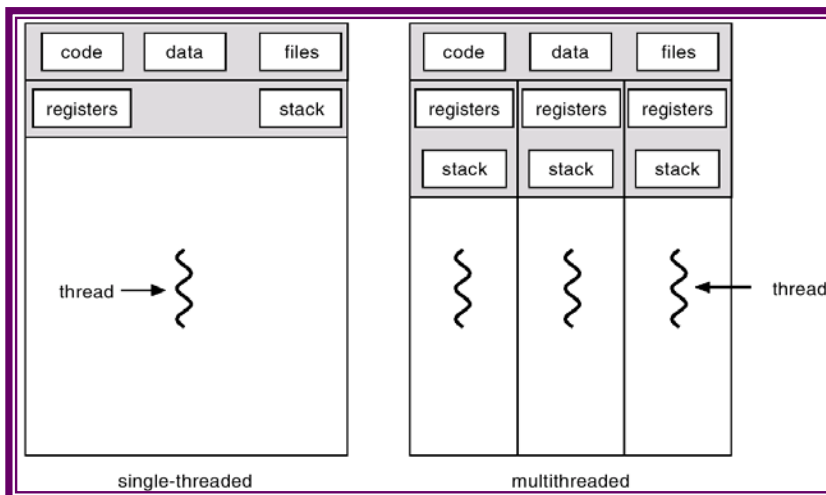 code data files code data files
registers stack registers registers registers
stack stack stack
thread thread
single-threaded multithreaded